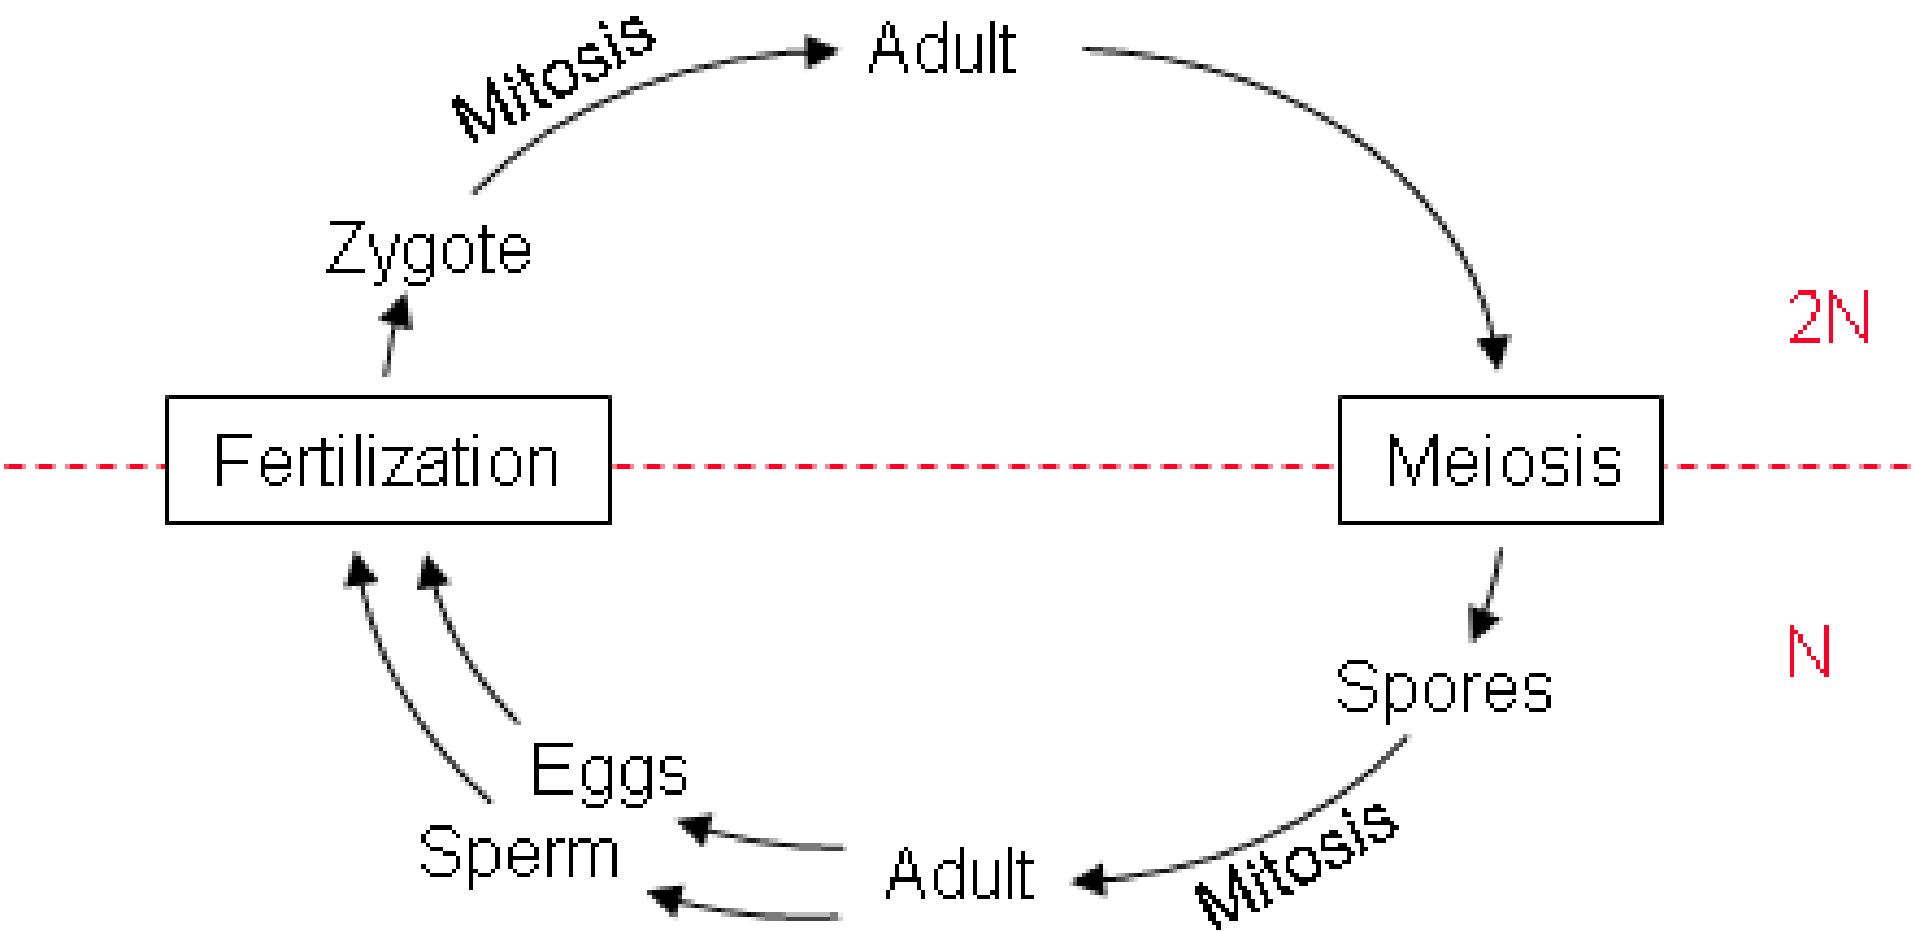 Mitosis
Adult
Zygote
2N
Fertilization
Meiosis
N
Spores
Eggs
Sperm
Adult
Mitosis